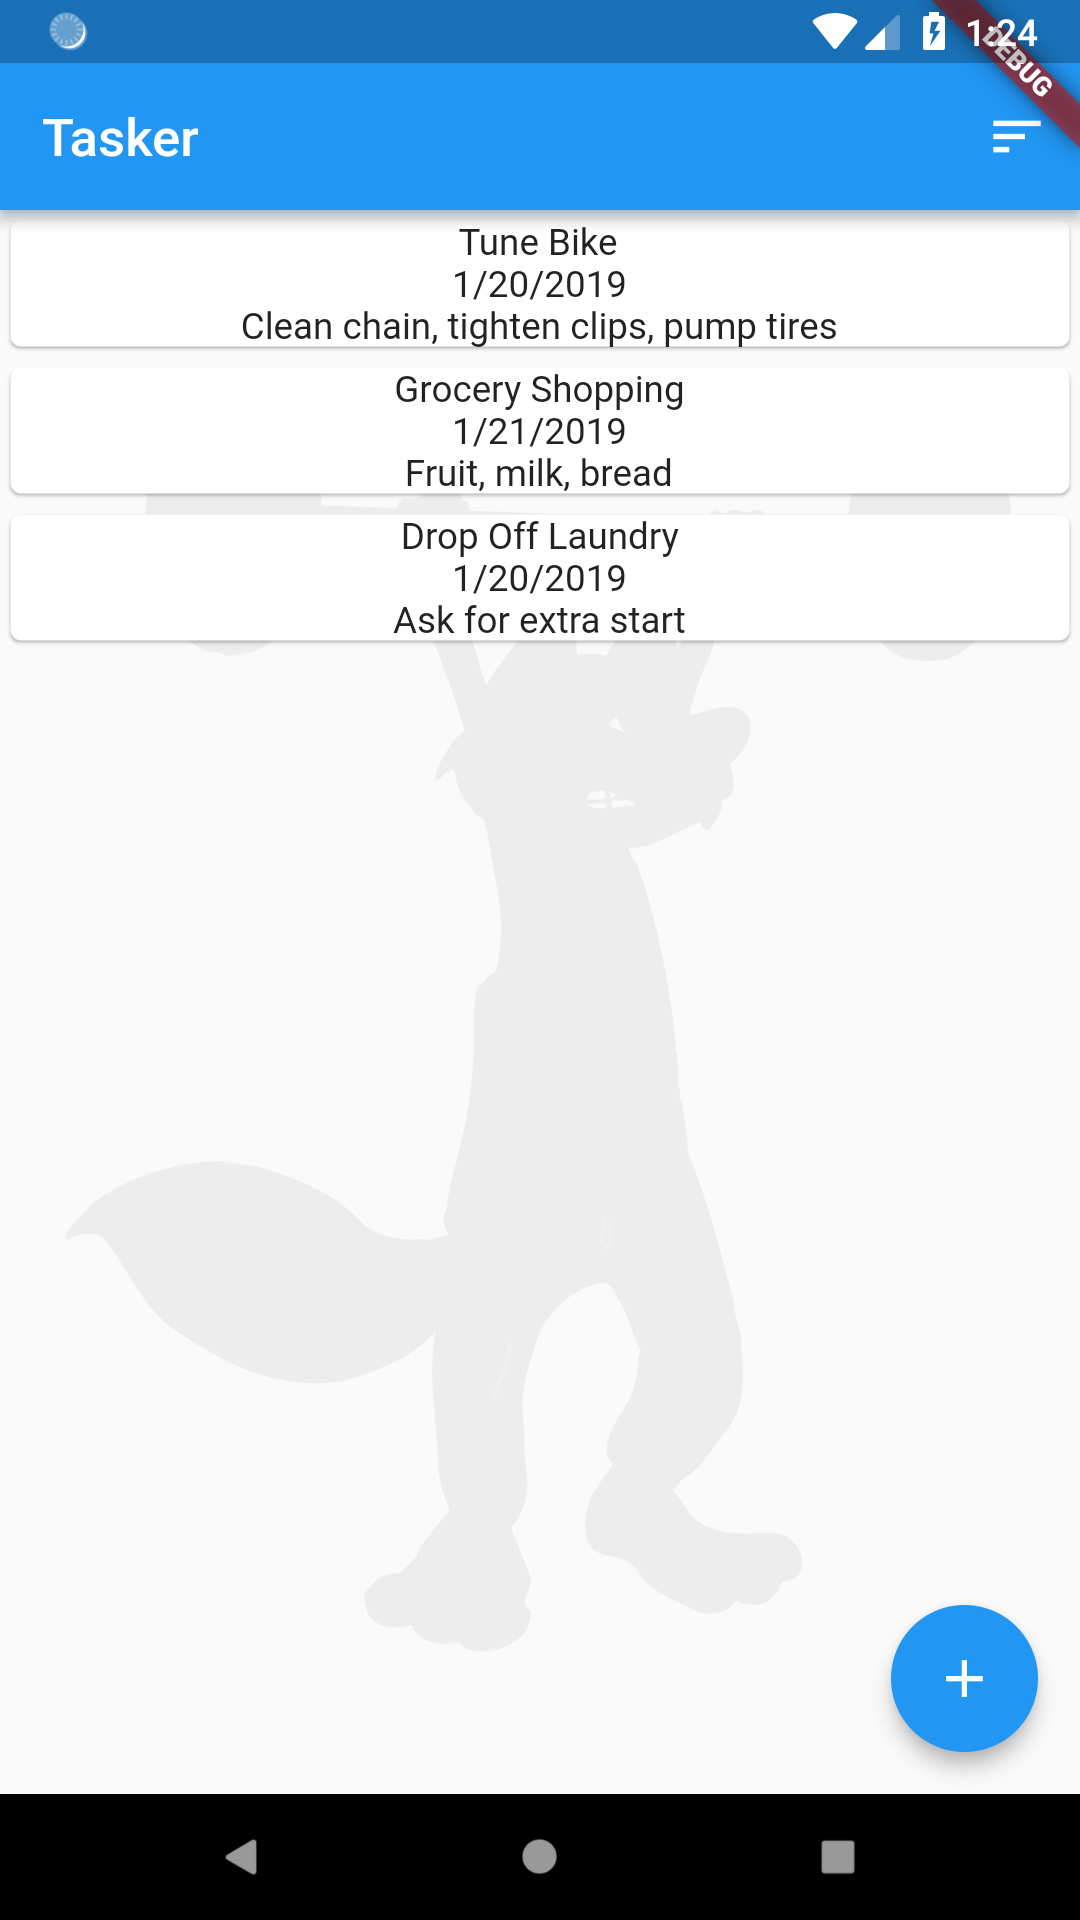 1:24
DEBUG
Tasker
Tune Bike
1/20/2019
Clean chain, tighten clips, pump tires
Grocery Shopping
1/21/2019
Fruit, milk, bread
Drop Off Laundry
1/20/2019
Ask for extra start